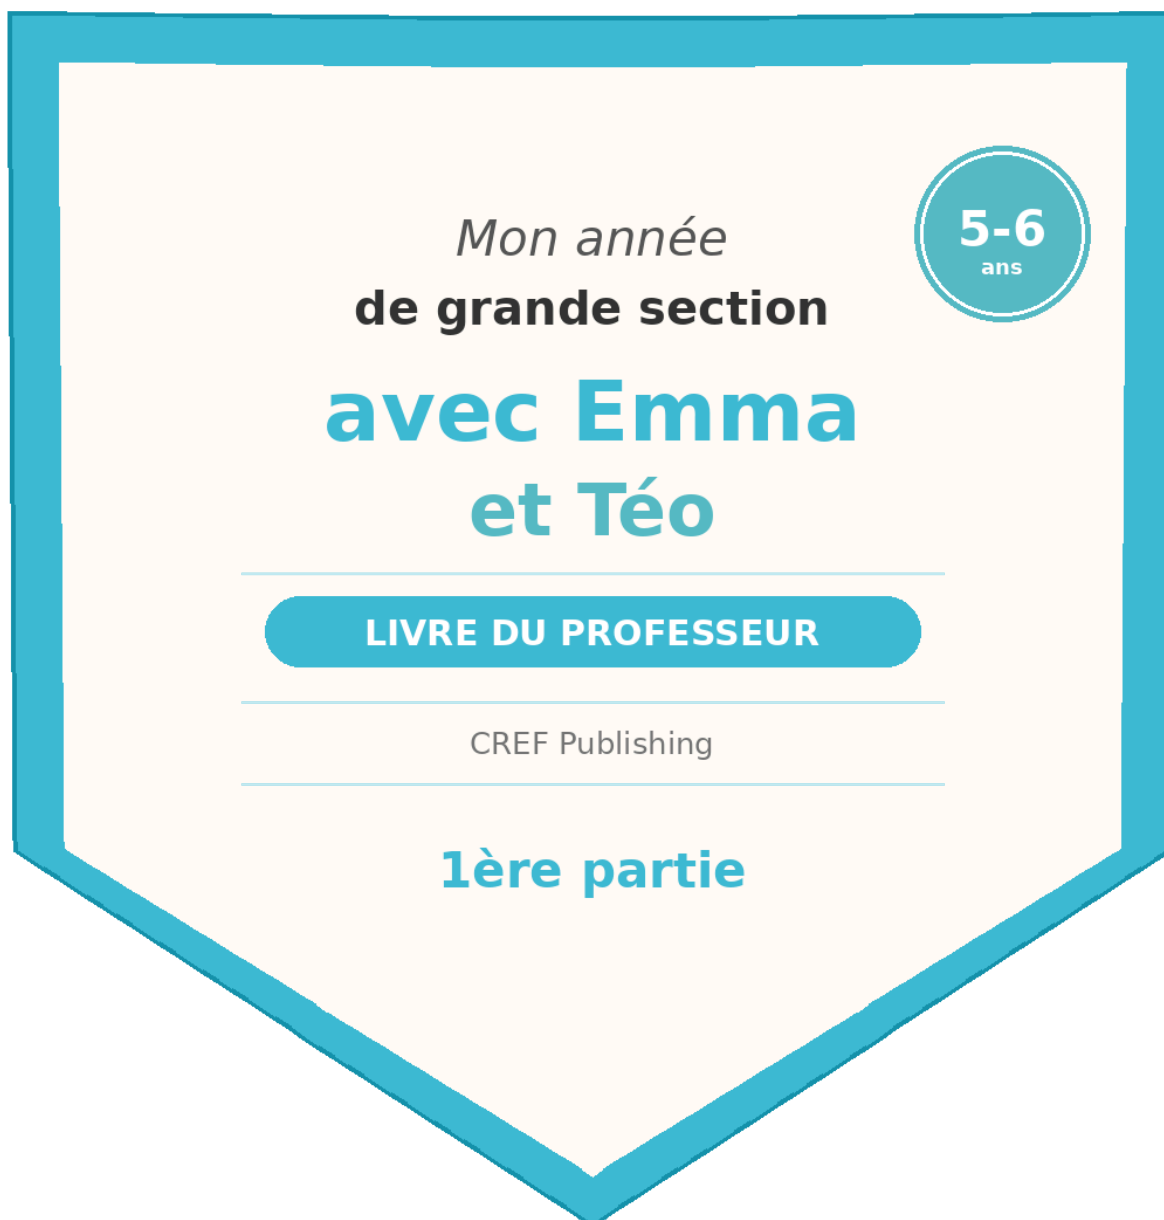 Mon année
de grande section
5-6
ans
avec Emma
et Téo
LIVRE DU PROFESSEUR
CREF Publishing
1ère partie